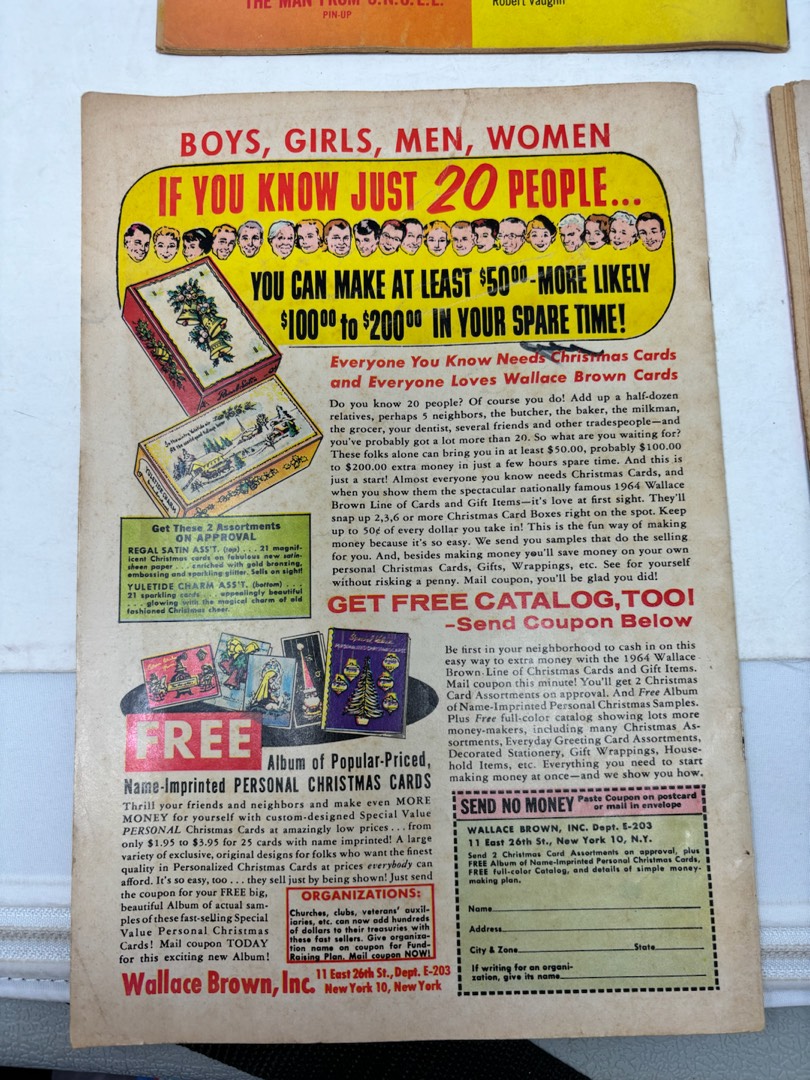 THE MAN FROM U.N.C.L.E.
PIN-UP
Robert Vaughn
BOYS, GIRLS, MEN, WOMEN
IF YOU KNOW JUST 20 PEOPLE...
YOU CAN MAKE AT LEAST $50⁰⁰-MORE LIKELY
$100⁰⁰ to $200⁰⁰ IN YOUR SPARE TIME!
Everyone You Know Needs Christmas Cards
and Everyone Loves Wallace Brown Cards
Do you know 20 people? Of course you do! Add up a half-dozen
relatives, perhaps 5 neighbors, the butcher, the baker, the milkman,
the grocer, your dentist, several friends and other tradespeople—and
you've probably got a lot more than 20. So what are you waiting for?
These folks alone can bring you in at least $50.00, probably $100.00
to $200.00 extra money in just a few hours spare time. And this is
just a start! Almost everyone you know needs Christmas Cards, and
when you show them the spectacular nationally famous 1964 Wallace
Brown Line of Cards and Gift Items—it's love at first sight. They'll
snap up 2,3,6 or more Christmas Card Boxes right on the spot. Keep
up to 50¢ of every dollar you take in! This is the fun way of making
money because it's so easy. We send you samples that do the selling
for you. And, besides making money you'll save money on your own
personal Christmas Cards, Gifts, Wrappings, etc. See for yourself
without risking a penny. Mail coupon, you'll be glad you did!
Regal Satin
YULETIDE CHARM
Get These 2 Assortments
ON APPROVAL
REGAL SATIN ASS'T. (top) . . . 21 magnif-
icent Christmas cards on fabulous new satin-
sheen paper . . . enriched with gold bronzing,
embossing and sparkling glitter. Sells on sight!
YULETIDE CHARM ASS'T. (bottom) . . .
21 sparkling cards . . . appealingly beautiful
. . . glowing with the magical charm of old
fashioned Christmas cheer.
GET FREE CATALOG, TOO!
–Send Coupon Below
Be first in your neighborhood to cash in on this
easy way to extra money with the 1964 Wallace
Brown Line of Christmas Cards and Gift Items.
Mail coupon this minute! You'll get 2 Christmas
Card Assortments on approval. And Free Album
of Name-Imprinted Personal Christmas Samples.
Plus Free full-color catalog showing lots more
money-makers, including many Christmas As-
sortments, Everyday Greeting Card Assortments,
Decorated Stationery, Gift Wrappings, House-
hold Items, etc. Everything you need to start
making money at once—and we show you how.
Special Value
PERSONALIZED CHRISTMAS CARDS
FREE
Album of Popular-Priced,
Name-Imprinted PERSONAL CHRISTMAS CARDS
Thrill your friends and neighbors and make even MORE
MONEY for yourself with custom-designed Special Value
PERSONAL Christmas Cards at amazingly low prices . . . from
only $1.95 to $3.95 for 25 cards with name imprinted! A large
variety of exclusive, original designs for folks who want the finest
quality in Personalized Christmas Cards at prices everybody can
afford. It's so easy, too . . . they sell just by being shown! Just send
the coupon for your FREE big,
beautiful Album of actual sam-
ples of these fast-selling Special
Value Personal Christmas
Cards! Mail coupon TODAY
for this exciting new Album!
ORGANIZATIONS:
Churches, clubs, veterans' auxil-
iaries, etc. can now add hundreds
of dollars to their treasuries with
these fast sellers. Give organiza-
tion name on coupon for Fund-
Raising Plan. Mail coupon NOW!
Wallace Brown, Inc. 11 East 26th St., Dept. E-203
New York 10, New York
SEND NO MONEY Paste Coupon on postcard
or mail in envelope
WALLACE BROWN, INC. Dept. E-203
11 East 26th St., New York 10, N.Y.
Send 2 Christmas Card Assortments on approval, plus
FREE Album of Name-Imprinted Personal Christmas Cards,
FREE full-color Catalog, and details of simple money-
making plan.
Name
Address
City & Zone State
If writing for an organi-
zation, give its name